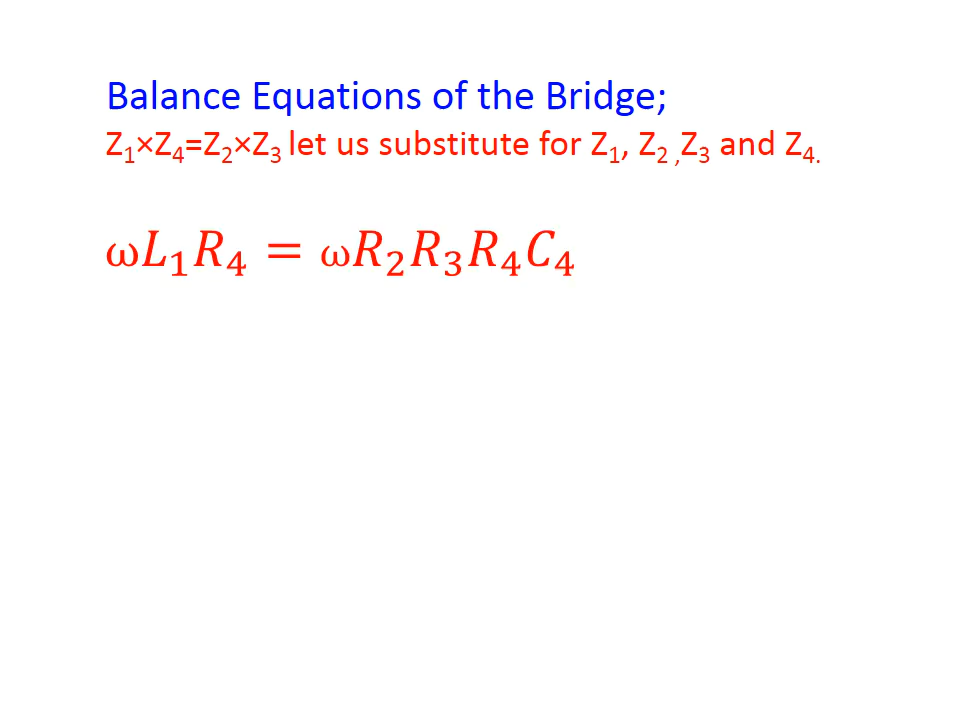 Balance Equations of the Bridge;
Z₁×Z₄=Z₂×Z₃ let us substitute for Z₁, Z₂ ,Z₃ and Z₄.
ωL₁R₄ = ωR₂R₃R₄C₄